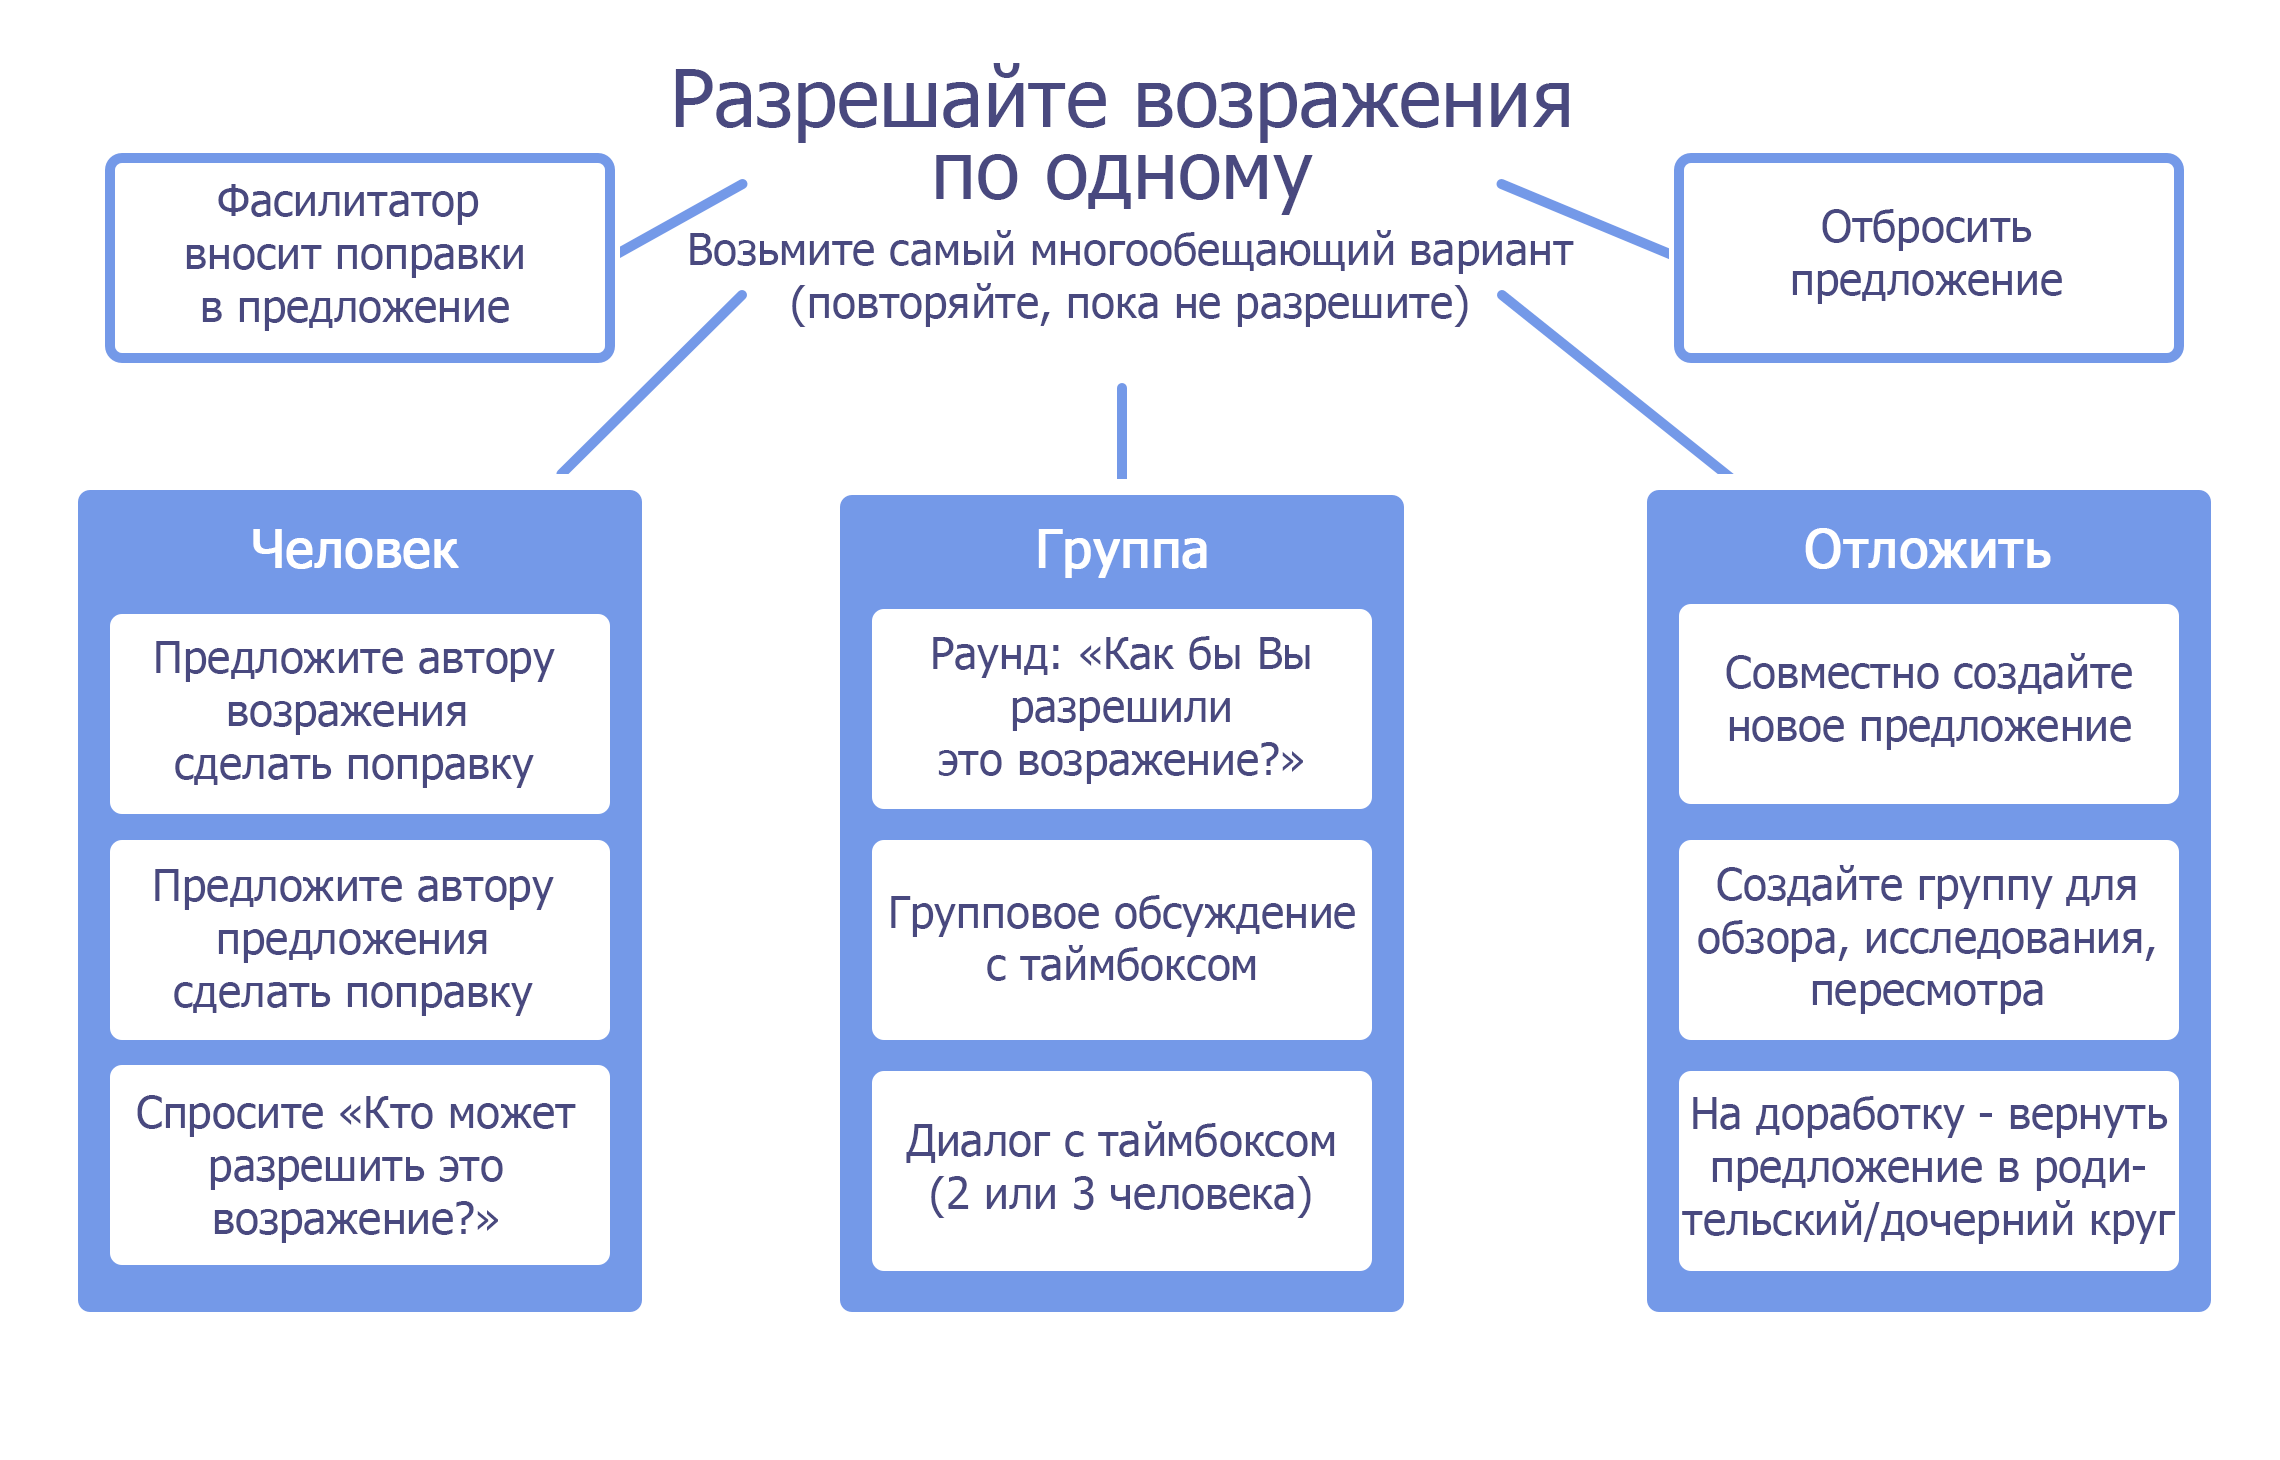 Разрешайте возражения
по одному
Возьмите самый многообещающий вариант
(повторяйте, пока не разрешите)
Фасилитатор
вносит поправки
в предложение
Отбросить
предложение
Человек
Предложите автору
возражения
сделать поправку
Предложите автору
предложения
сделать поправку
Спросите «Кто может
разрешить это
возражение?»
Группа
Раунд: «Как бы Вы
разрешили
это возражение?»
Групповое обсуждение
с таймбоксом
Диалог с таймбоксом
(2 или 3 человека)
Отложить
Совместно создайте
новое предложение
Создайте группу для
обзора, исследования,
пересмотра
На доработку - вернуть
предложение в роди-
тельский/дочерний круг